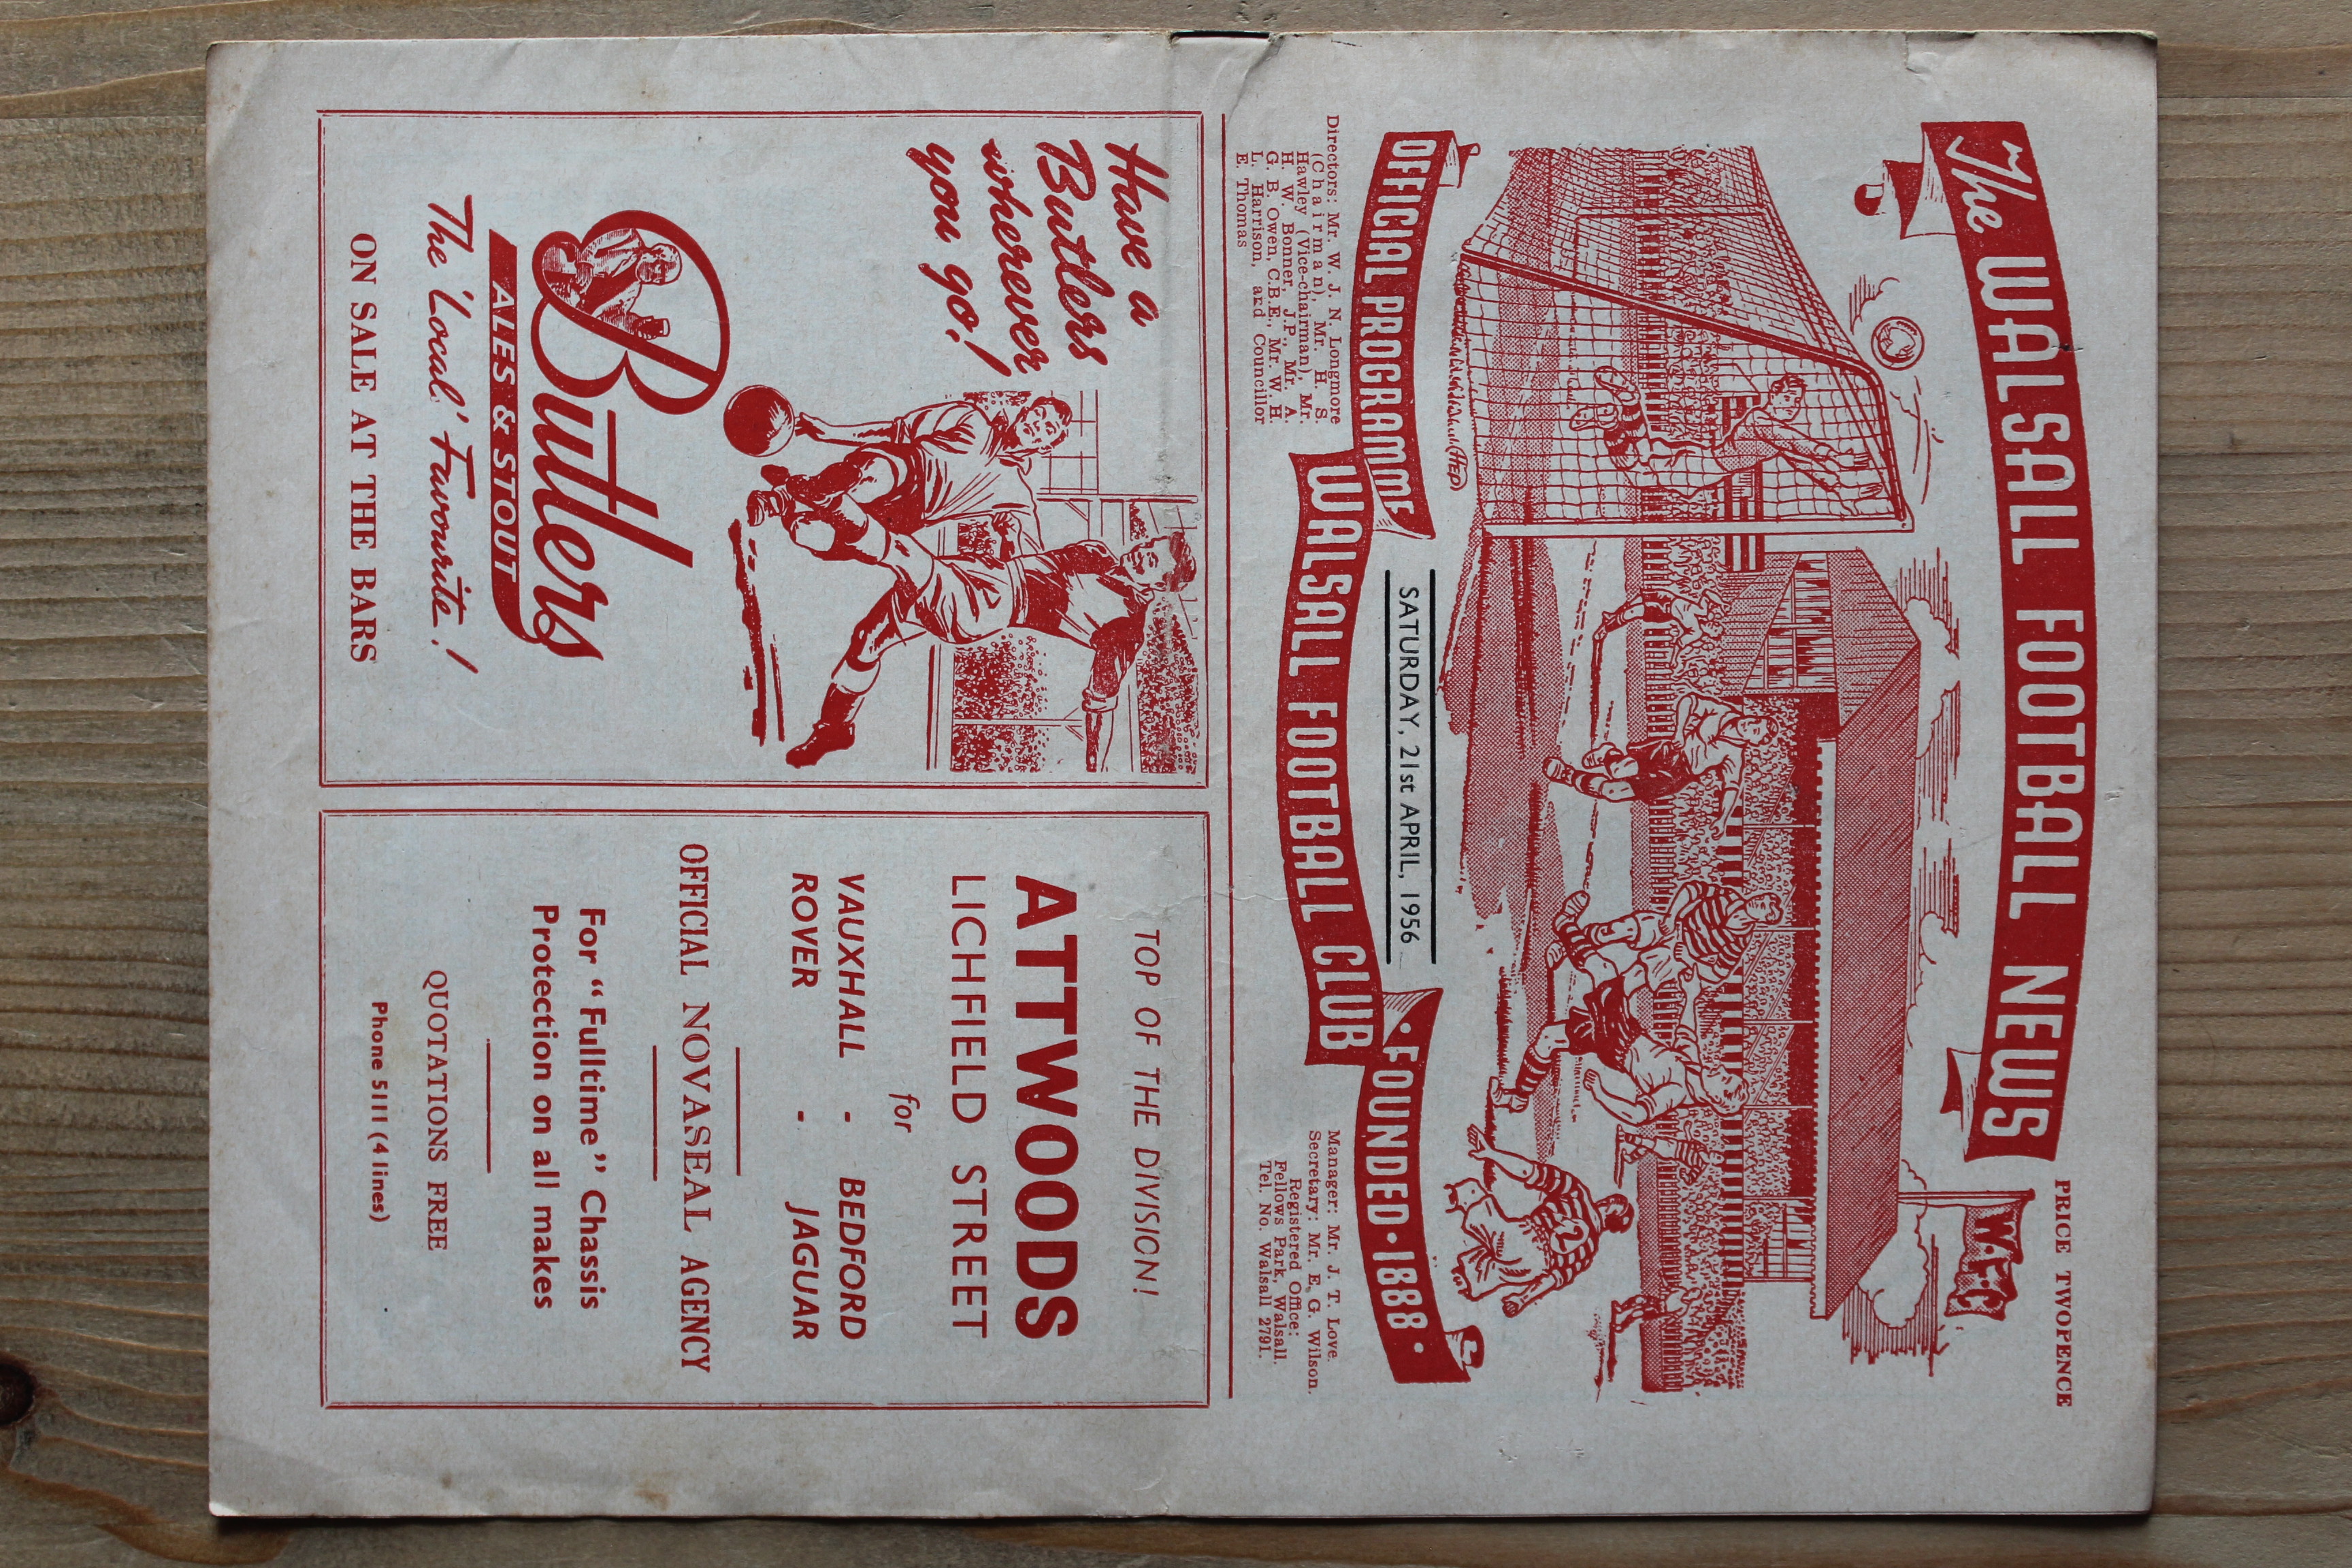 PRICE TWOPENCE
The WALSALL FOOTBALL NEWS
W.F.C
2
SATURDAY, 21st APRIL, 1956
OFFICIAL PROGRAMME
WALSALL FOOTBALL CLUB
• FOUNDED • 1888 •
Directors: Mr. W. J. N. Longmore
(Chairman), Mr. H. S.
Hawley (Vice-chairman), Mr.
H. W. Bonner, J.P., Mr. A.
G. B. Owen, C.B.E., Mr. W. H.
L. Harrison, and Councillor
E. Thomas
Manager: Mr. J. T. Love.
Secretary: Mr. E. G. Wilson.
Registered Office:
Fellows Park, Walsall.
Tel. No. Walsall 2791.
Have a
Butlers
wherever
you go!
Butlers
ALES & STOUT
The 'Local' Favourite!
ON SALE AT THE BARS
TOP OF THE DIVISION!
ATTWOODS
LICHFIELD STREET
for
VAUXHALL - BEDFORD
ROVER - JAGUAR
OFFICIAL NOVASEAL AGENCY
For "Fulltime" Chassis
Protection on all makes
QUOTATIONS FREE
Phone 5111 (4 lines)